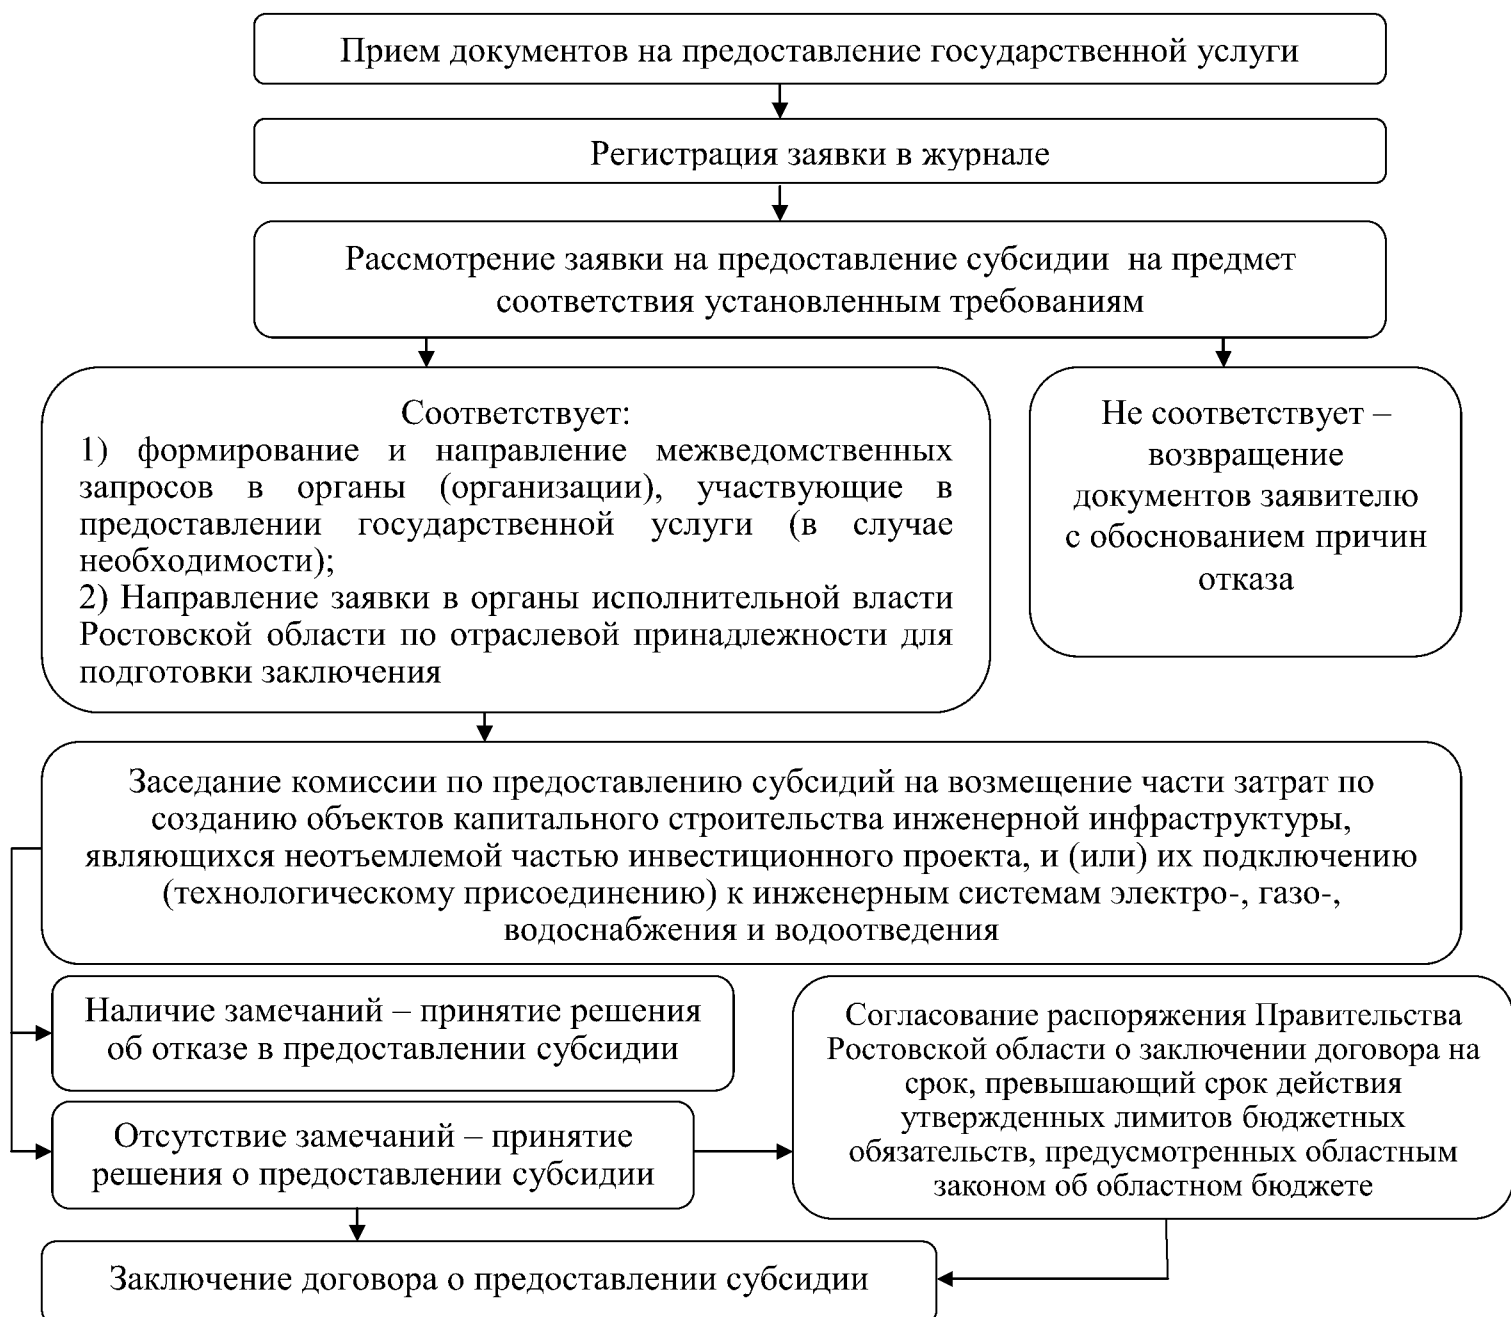 Прием документов на предоставление государственной услуги
Регистрация заявки в журнале
Рассмотрение заявки на предоставление субсидии на предмет
соответствия установленным требованиям
Соответствует:
1) формирование и направление межведомственных
запросов в органы (организации), участвующие в
предоставлении государственной услуги (в случае
необходимости);
2) Направление заявки в органы исполнительной власти
Ростовской области по отраслевой принадлежности для
подготовки заключения
Не соответствует –
возвращение
документов заявителю
с обоснованием причин
отказа
Заседание комиссии по предоставлению субсидий на возмещение части затрат по
созданию объектов капитального строительства инженерной инфраструктуры,
являющихся неотъемлемой частью инвестиционного проекта, и (или) их подключению
(технологическому присоединению) к инженерным системам электро-, газо-,
водоснабжения и водоотведения
Наличие замечаний – принятие решения
об отказе в предоставлении субсидии
Отсутствие замечаний – принятие
решения о предоставлении субсидии
Согласование распоряжения Правительства
Ростовской области о заключении договора на
срок, превышающий срок действия
утвержденных лимитов бюджетных
обязательств, предусмотренных областным
законом об областном бюджете
Заключение договора о предоставлении субсидии